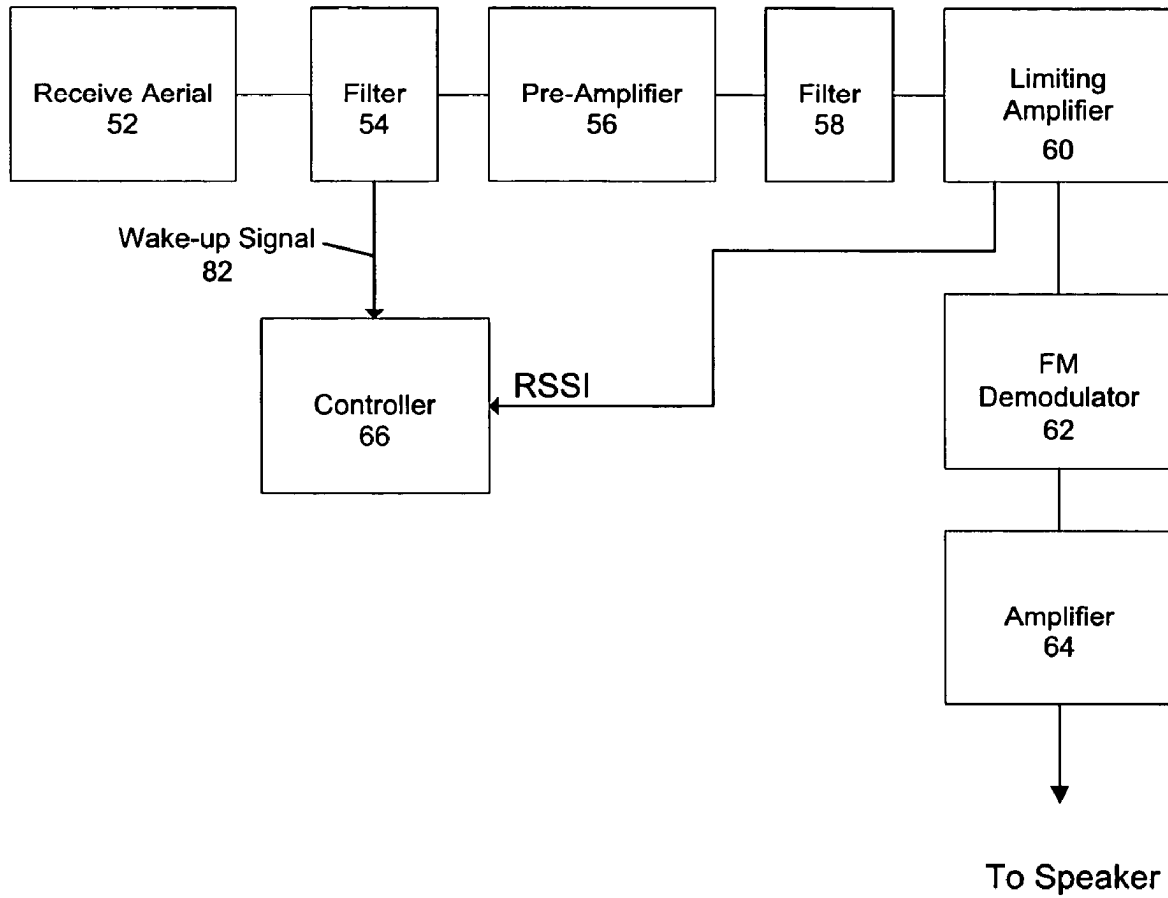 Receive Aerial
52
Filter
54
Pre-Amplifier
56
Filter
58
Limiting
Amplifier
60
Wake-up Signal
82
Controller
66
RSSI
FM
Demodulator
62
Amplifier
64
To Speaker